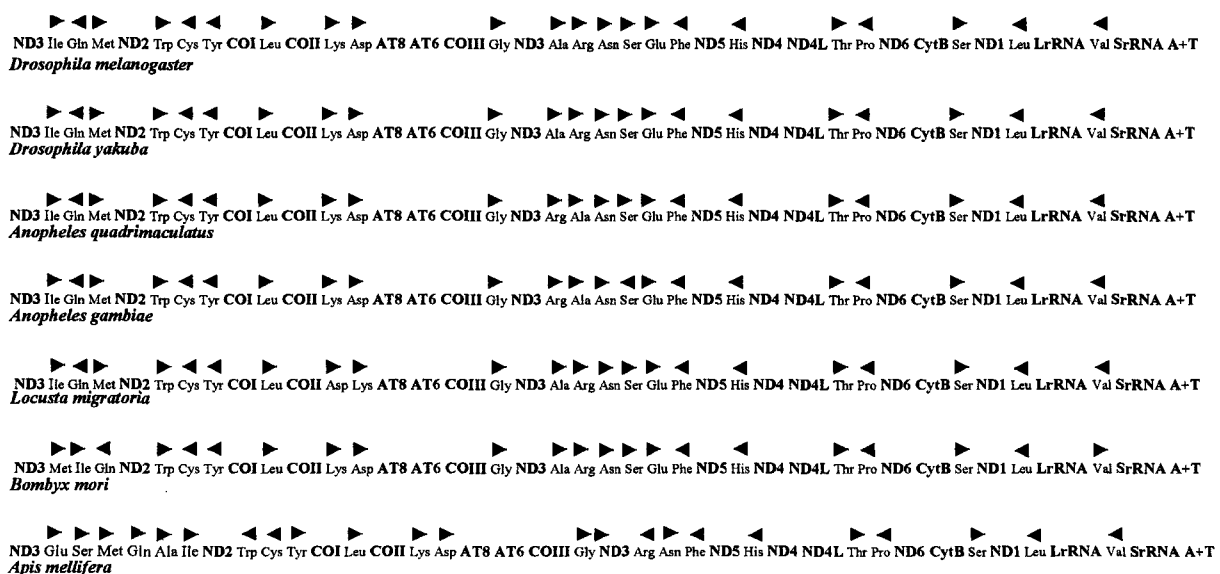 ND3 Ile Gln Met ND2 Trp Cys Tyr COI Leu COII Lys Asp AT8 AT6 COIII Gly ND3 Ala Arg Asn Ser Glu Phe ND5 His ND4 ND4L Thr Pro ND6 CytB Ser ND1 Leu LrRNA Val SrRNA A+T
Drosophila melanogaster
ND3 Ile Gln Met ND2 Trp Cys Tyr COI Leu COII Lys Asp AT8 AT6 COIII Gly ND3 Ala Arg Asn Ser Glu Phe ND5 His ND4 ND4L Thr Pro ND6 CytB Ser ND1 Leu LrRNA Val SrRNA A+T
Drosophila yakuba
ND3 Ile Gln Met ND2 Trp Cys Tyr COI Leu COII Lys Asp AT8 AT6 COIII Gly ND3 Arg Ala Asn Ser Glu Phe ND5 His ND4 ND4L Thr Pro ND6 CytB Ser ND1 Leu LrRNA Val SrRNA A+T
Anopheles quadrimaculatus
ND3 Ile Gln Met ND2 Trp Cys Tyr COI Leu COII Lys Asp AT8 AT6 COIII Gly ND3 Arg Ala Asn Ser Glu Phe ND5 His ND4 ND4L Thr Pro ND6 CytB Ser ND1 Leu LrRNA Val SrRNA A+T
Anopheles gambiae
ND3 Ile Gln Met ND2 Trp Cys Tyr COI Leu COII Asp Lys AT8 AT6 COIII Gly ND3 Ala Arg Asn Ser Glu Phe ND5 His ND4 ND4L Thr Pro ND6 CytB Ser ND1 Leu LrRNA Val SrRNA A+T
Locusta migratoria
ND3 Met Ile Gln ND2 Trp Cys Tyr COI Leu COII Lys Asp AT8 AT6 COIII Gly ND3 Ala Arg Asn Ser Glu Phe ND5 His ND4 ND4L Thr Pro ND6 CytB Ser ND1 Leu LrRNA Val SrRNA A+T
Bombyx mori
ND3 Glu Ser Met Gln Ala Ile ND2 Trp Cys Tyr COI Leu COII Lys Asp AT8 AT6 COIII Gly ND3 Arg Asn Phe ND5 His ND4 ND4L Thr Pro ND6 CytB Ser ND1 Leu LrRNA Val SrRNA A+T
Apis mellifera